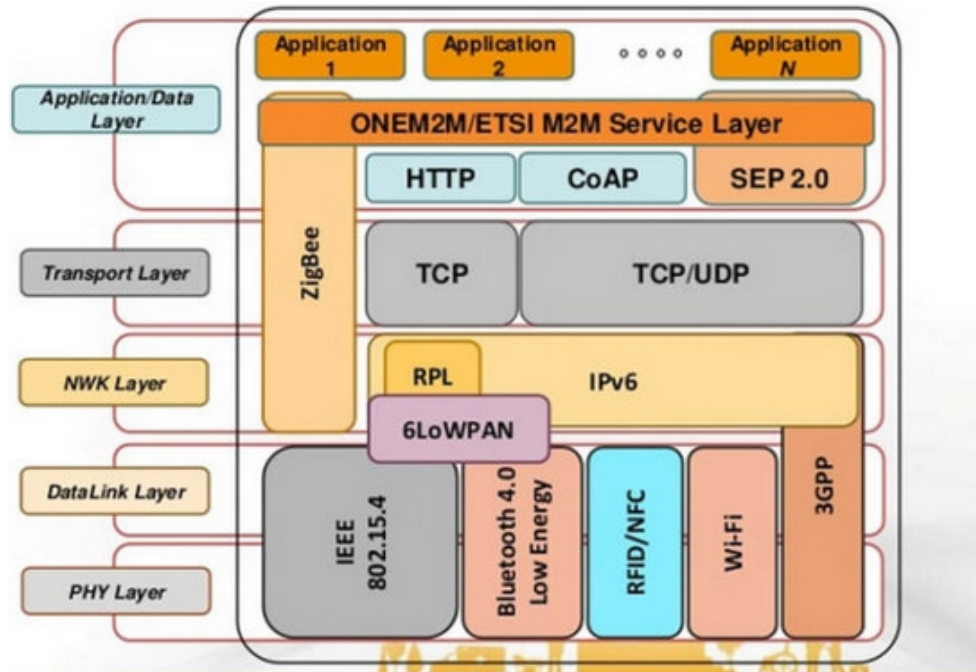 Application
1
Application
2
Application
N
Application/Data
Layer
ONEM2M/ETSI M2M Service Layer
HTTP
CoAP
SEP 2.0
ZigBee
Transport Layer
TCP
TCP/UDP
NWK Layer
RPL
IPv6
6LoWPAN
DataLink Layer
PHY Layer
IEEE
802.15.4
Bluetooth 4.0
Low Energy
RFID/NFC
Wi-Fi
3GPP